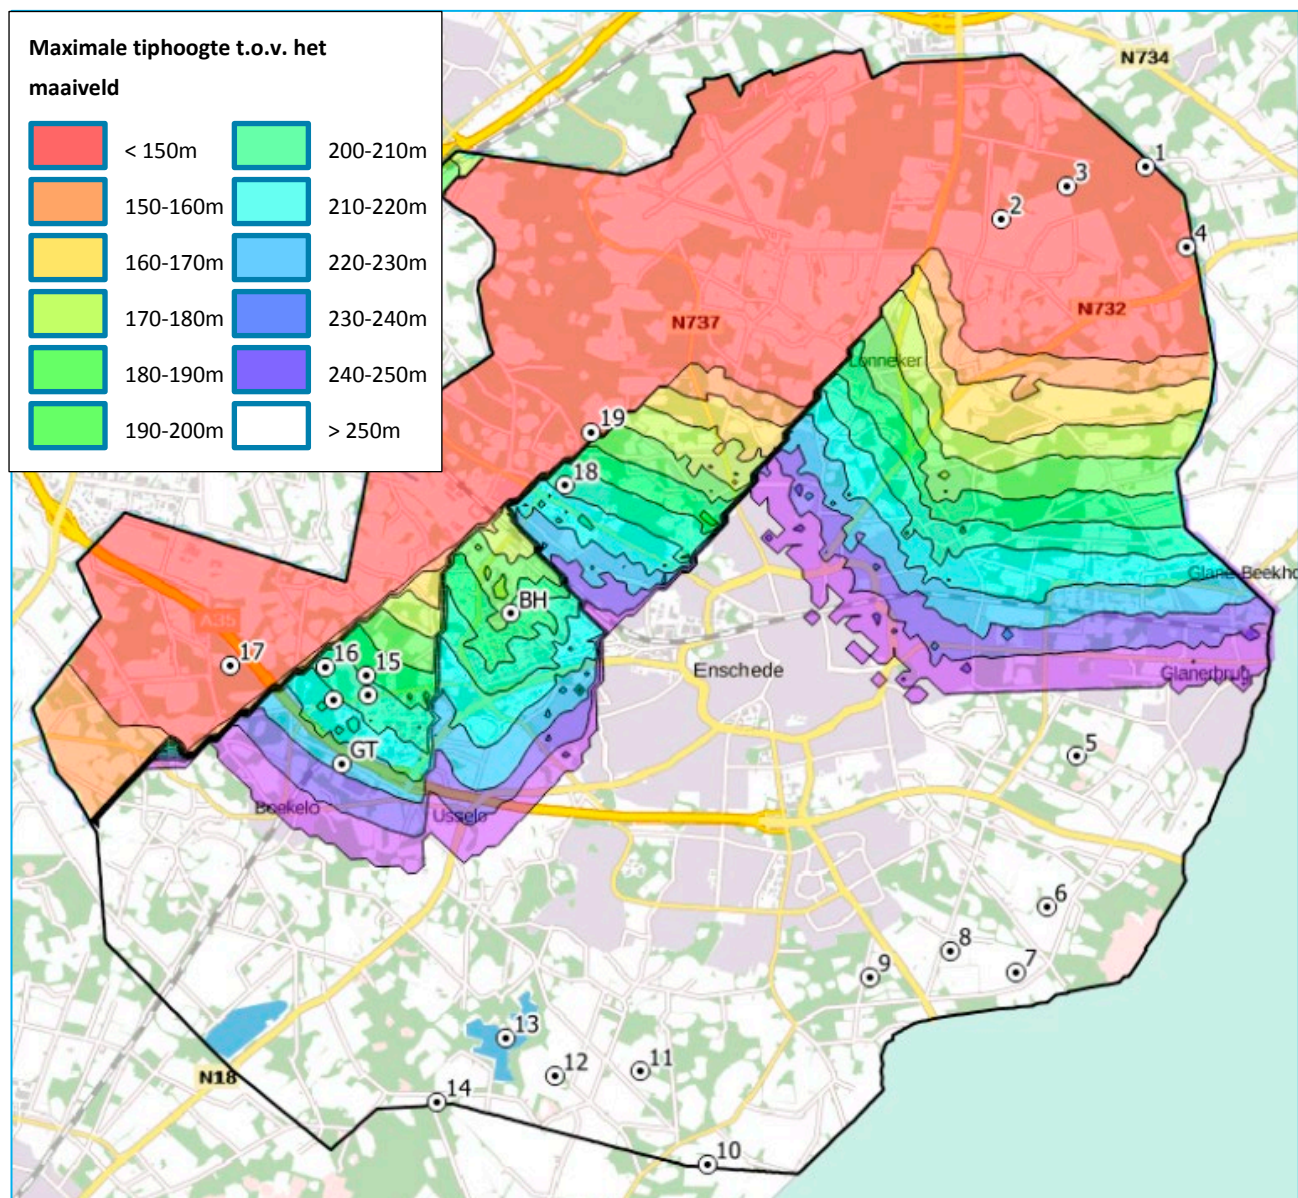 Maximale tiphoogte t.o.v. het
maaiveld
< 150m
200-210m
150-160m
210-220m
160-170m
220-230m
170-180m
230-240m
180-190m
240-250m
190-200m
> 250m
N734
1
3
2
4
N732
N737
Lonneker
19
18
Glane-Beekho
BH
A35
17
16
15
Enschede
Glanerbrug
GT
5
Boekelo
Usselo
6
8
7
9
13
12
11
N18
14
10